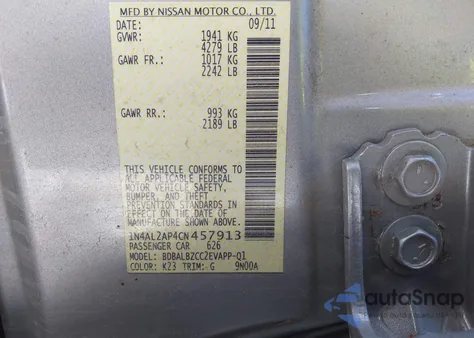 MFD BY NISSAN MOTOR CO., LTD.
DATE: 09/11
GVWR: 1941 KG
4279 LB
GAWR FR.: 1017 KG
2242 LB
GAWR RR.: 993 KG
2189 LB
THIS VEHICLE CONFORMS TO
ALL APPLICABLE FEDERAL
MOTOR VEHICLE SAFETY,
BUMPER, AND THEFT
PREVENTION STANDARDS IN
EFFECT ON THE DATE OF
MANUFACTURE SHOWN ABOVE.
1N4AL2AP4CN457913
PASSENGER CAR 626
MODEL: BDBALBZCC2EVAPP-Q1
COLOR: K23 TRIM: G 9N00A
autoSnap
powered by AutoBidCar